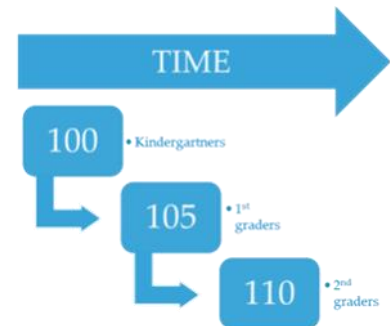 TIME
100
• Kindergartners
105
• 1st
graders
110
• 2nd
graders